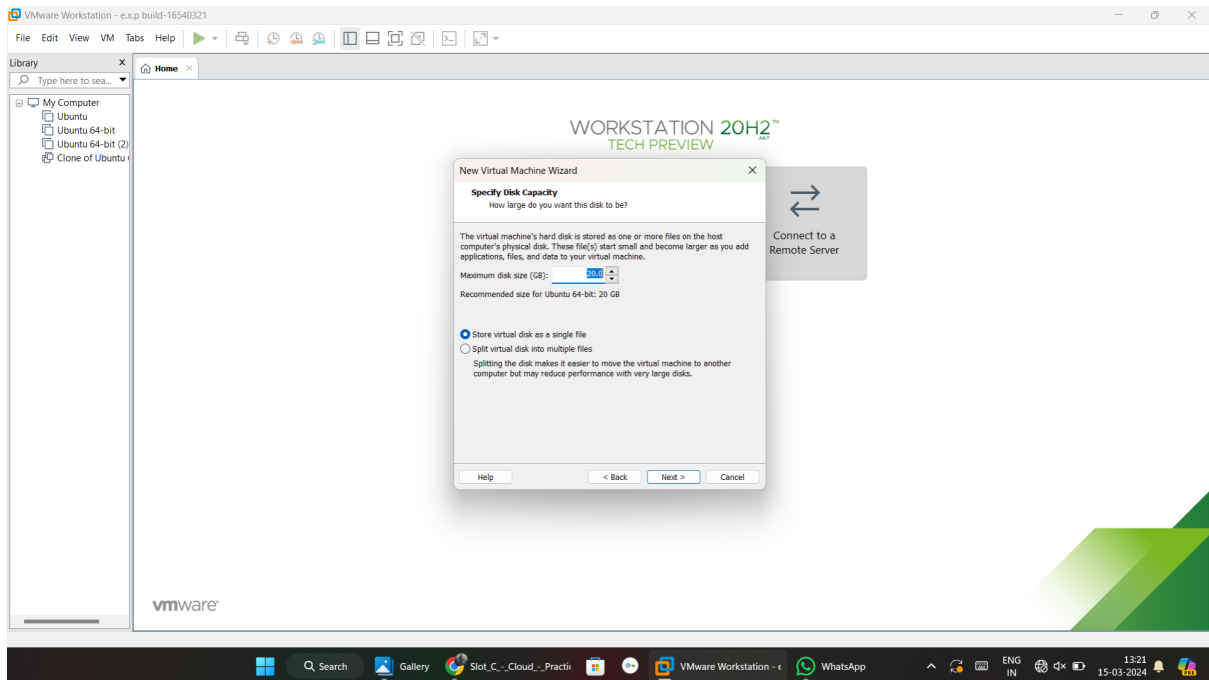 VMware Workstation - e.x.p build-16540321
File Edit View VM Tabs Help
Library X
Type here to sea...
Home
My Computer
Ubuntu
Ubuntu 64-bit
Ubuntu 64-bit (2)
Clone of Ubuntu
WORKSTATION 20H2™
TECH PREVIEW
New Virtual Machine Wizard
Specify Disk Capacity
How large do you want this disk to be?
The virtual machine's hard disk is stored as one or more files on the host
computer's physical disk. These file(s) start small and become larger as you add
applications, files, and data to your virtual machine.
Maximum disk size (GB): 20.0
Recommended size for Ubuntu 64-bit: 20 GB
Store virtual disk as a single file
Split virtual disk into multiple files
Splitting the disk makes it easier to move the virtual machine to another
computer but may reduce performance with very large disks.
Help < Back Next > Cancel
Connect to a
Remote Server
vmware
Search Gallery Slot_C_-_Cloud_-_Practi VMware Workstation - e WhatsApp
ENG
IN
13:21
15-03-2024